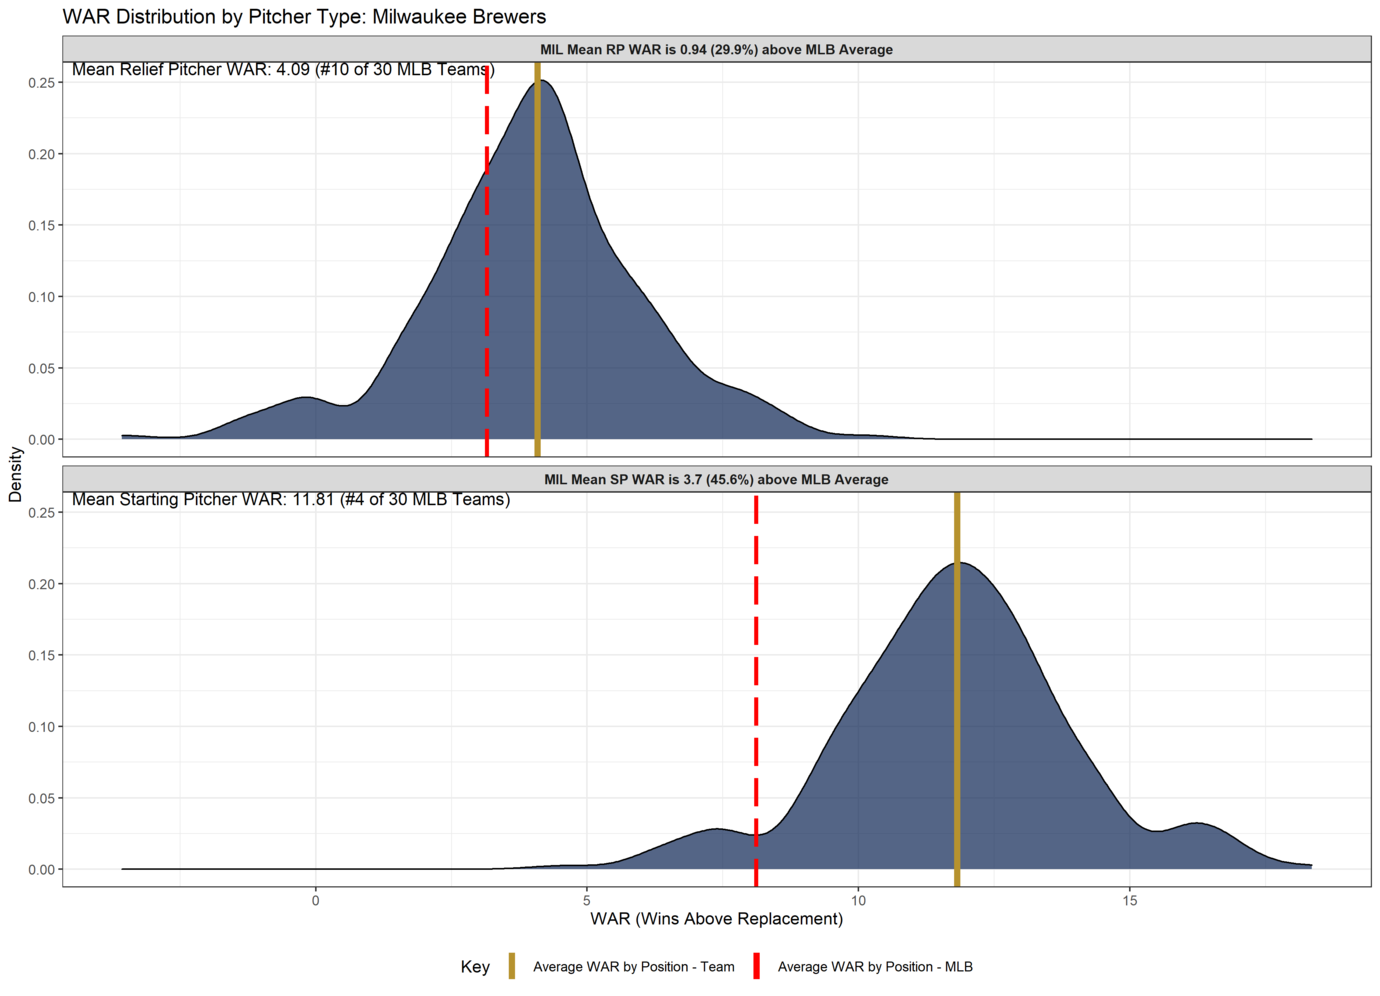 WAR Distribution by Pitcher Type: Milwaukee Brewers
MIL Mean RP WAR is 0.94 (29.9%) above MLB Average
Mean Relief Pitcher WAR: 4.09 (#10 of 30 MLB Teams)
0.25
0.20
0.15
0.10
0.05
0.00
Density
MIL Mean SP WAR is 3.7 (45.6%) above MLB Average
Mean Starting Pitcher WAR: 11.81 (#4 of 30 MLB Teams)
0.25
0.20
0.15
0.10
0.05
0.00
0 5 10 15
WAR (Wins Above Replacement)
Key Average WAR by Position - Team Average WAR by Position - MLB